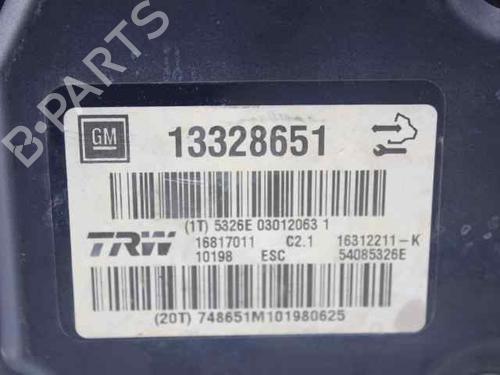 B-PARTS
GM 13328651
(1T) 5326E 03012063 1
TRW 16817011 C2.1 16312211-K
10198 ESC 54085326E
(20T) 748651M101980625